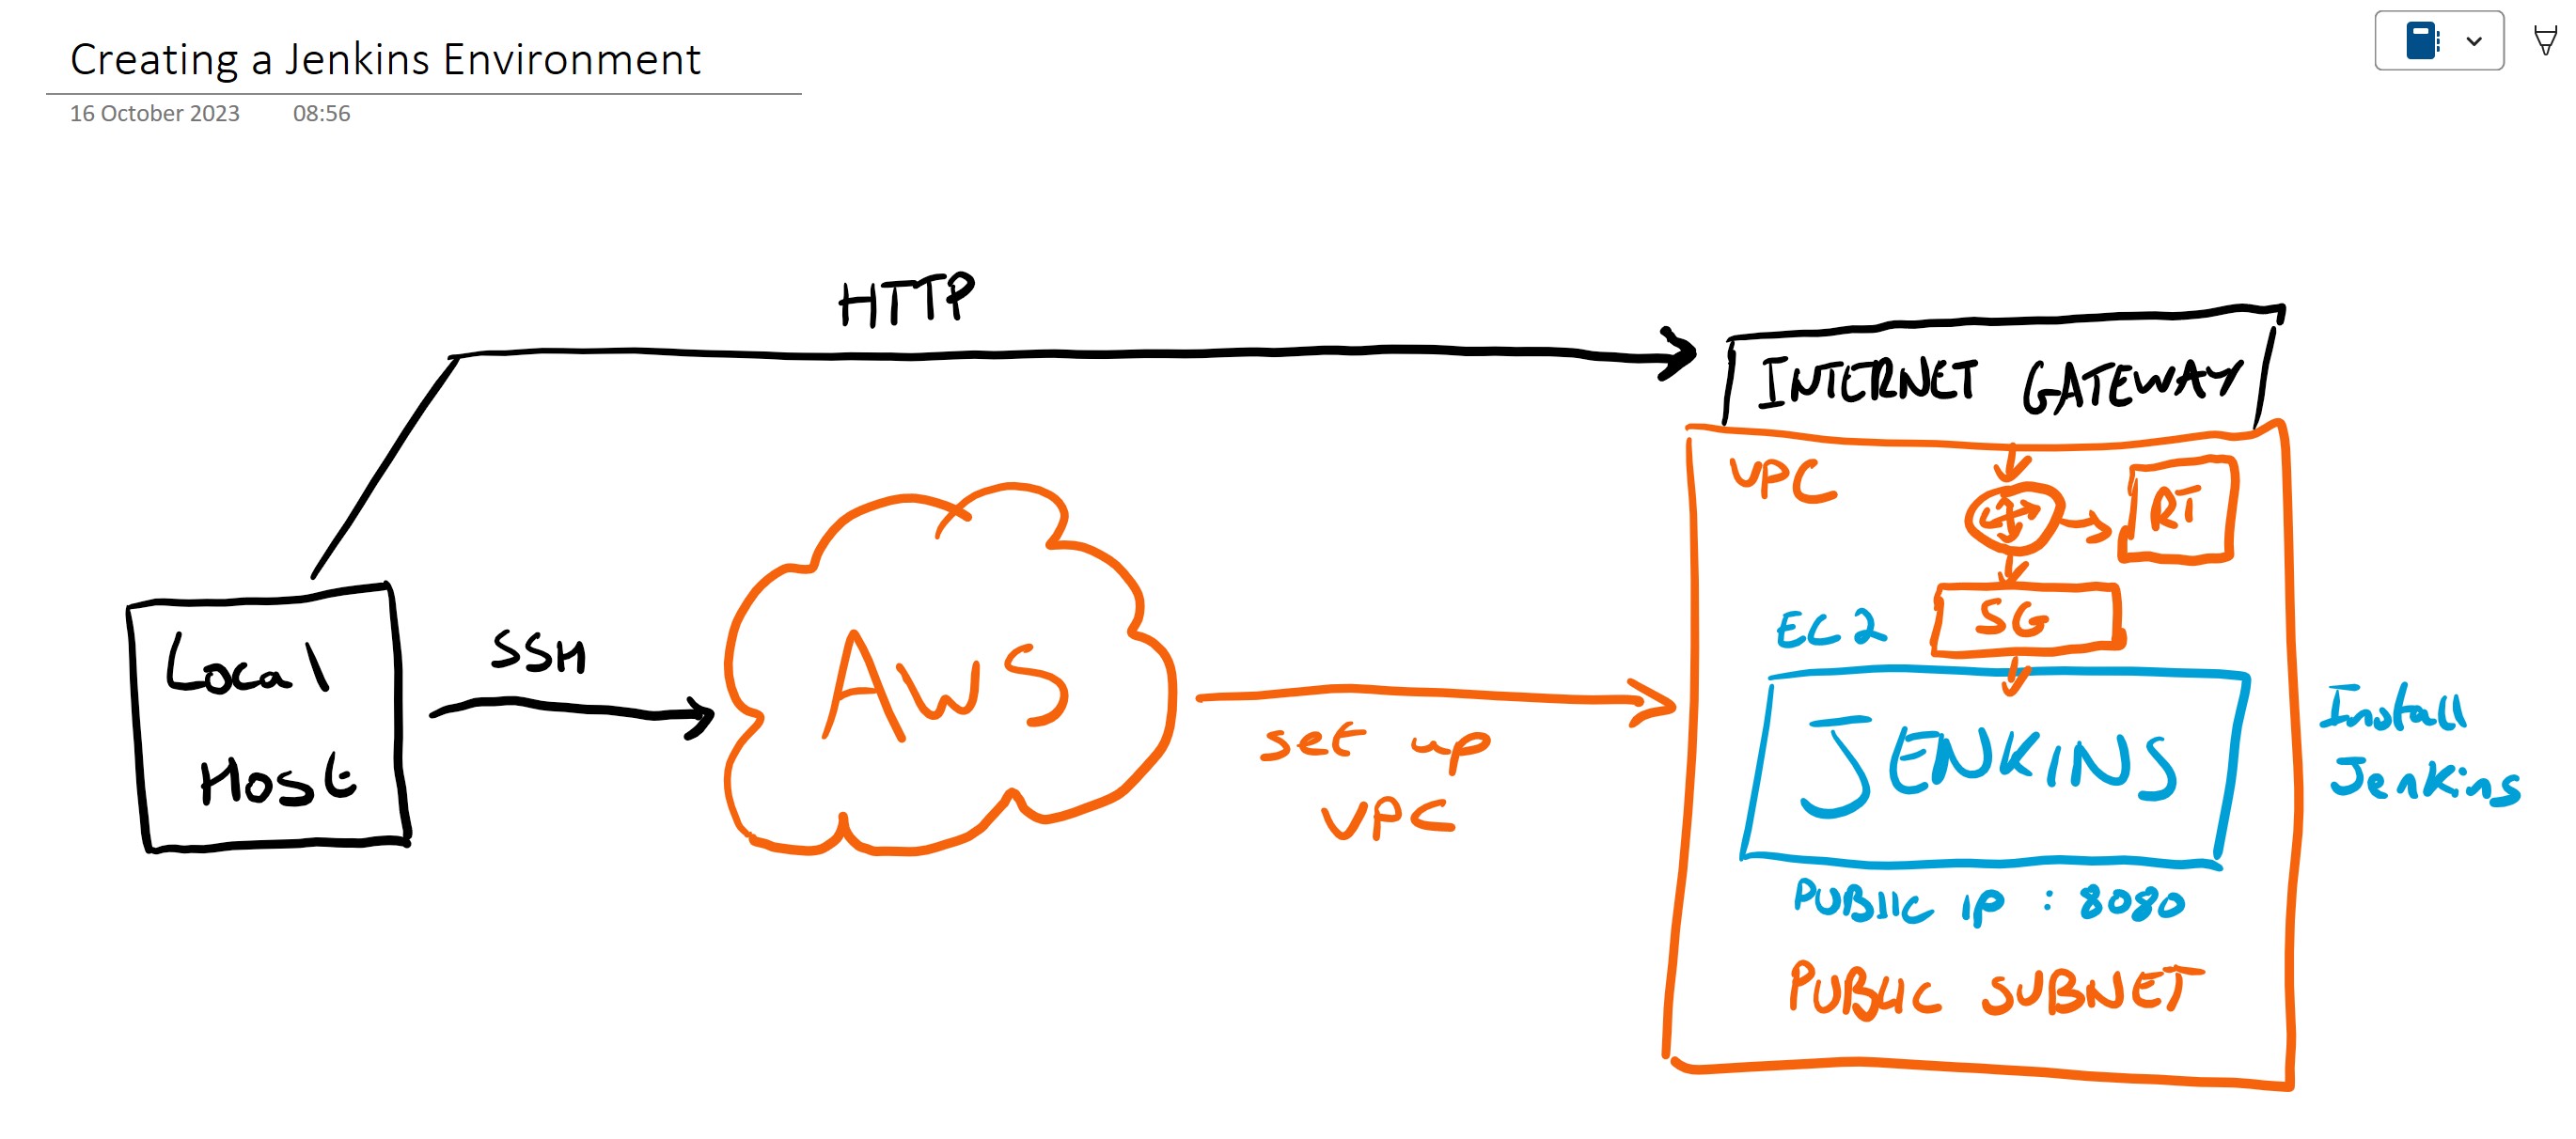 Creating a Jenkins Environment
16 October 2023 08:56
HTTP
INTERNET GATEWAY
VPC
RT
SG
EC2
Local
Host
SSH
AWS
set up
VPC
JENKINS
Install
Jenkins
PUBLIC IP : 8080
PUBLIC SUBNET